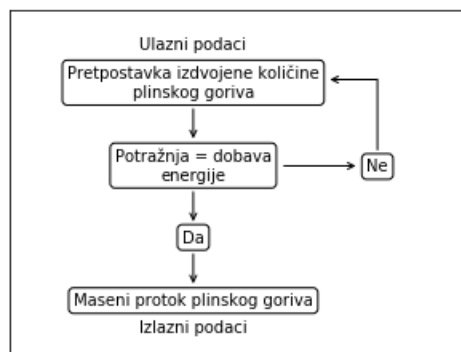 Ulazni podaci
Pretpostavka izdvojene količine
plinskog goriva
Potražnja = dobava
energije
Ne
Da
Maseni protok plinskog goriva
Izlazni podaci